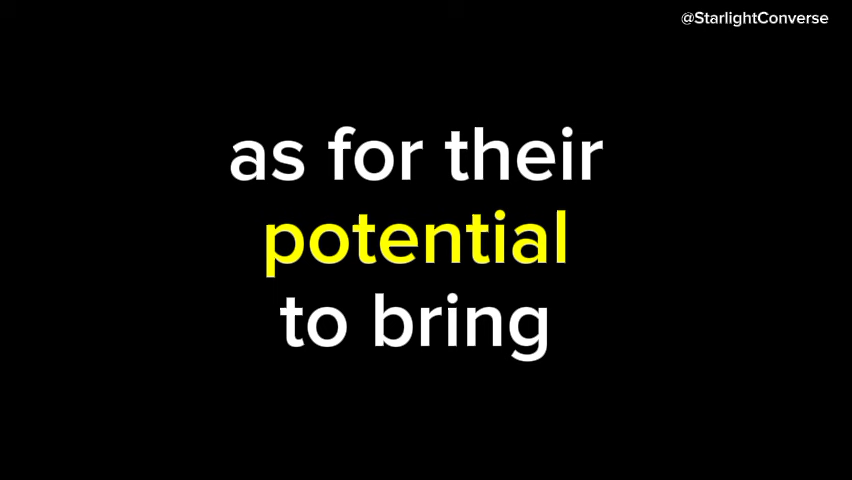 @StarlightConverse
as for their
potential
to bring